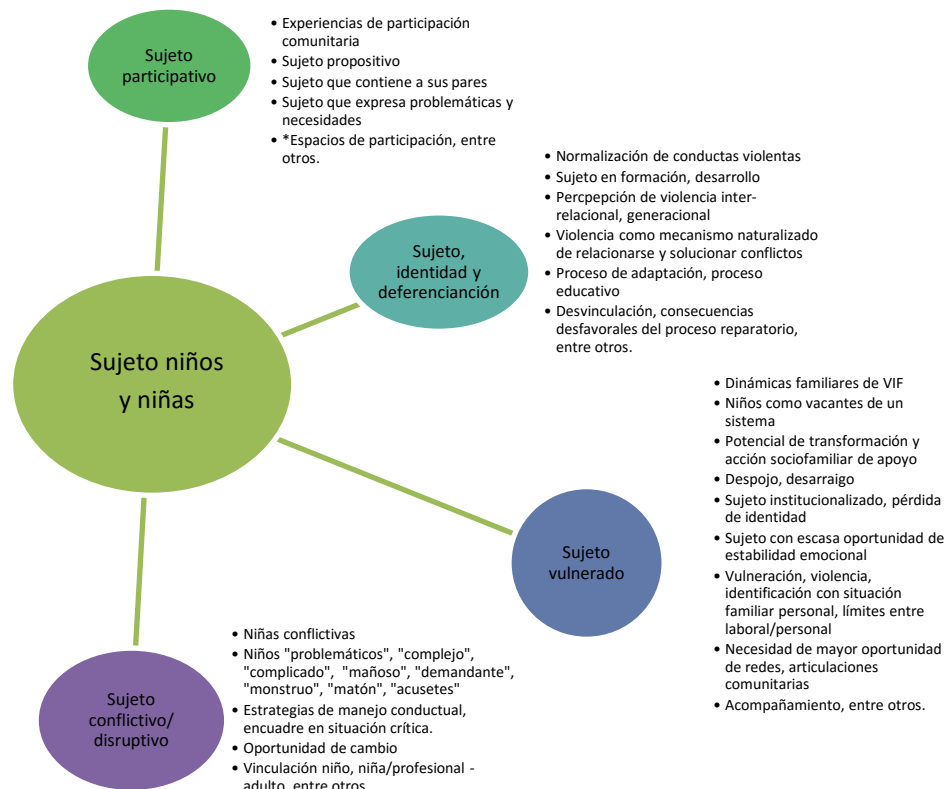 Sujeto
participativo
• Experiencias de participación
comunitaria
• Sujeto propositivo
• Sujeto que contiene a sus pares
• Sujeto que expresa problemáticas y
necesidades
• *Espacios de participación, entre
otros.
Sujeto,
identidad y
deferenciancón
• Normalización de conductas violentas
• Sujeto en formación, desarrollo
• Percpepción de violencia inter-
relacional, generacional
• Violencia como mecanismo naturalizado
de relacionarse y solucionar conflictos
• Proceso de adaptación, proceso
educativo
• Desvinculación, consecuencias
desfavorales del proceso reparatorio,
entre otros.
Sujeto niños
y niñas
Sujeto
vulnerado
• Dinámicas familiares de VIF
• Niños como vacantes de un
sistema
• Potencial de transformación y
acción sociofamiliar de apoyo
• Despojo, desarraigo
• Sujeto institucionalizado, pérdida
de identidad
• Sujeto con escasa oportunidad de
estabilidad emocional
• Vulneración, violencia,
identificación con situación
familiar personal, límites entre
laboral/personal
• Necesidad de mayor oportunidad
de redes, articulaciones
comunitarias
• Acompañamiento, entre otros.
Sujeto
conflictivo/
disruptivo
• Niñas conflictivas
• Niños "problemáticos", "complejo",
"complicado", "mañoso", "demandante",
"monstruo", "matón", "acusetes"
• Estrategias de manejo conductual,
encuadre en situación crítica.
• Oportunidad de cambio
• Vinculación niño, niña/profesional -
adulto, entre otros